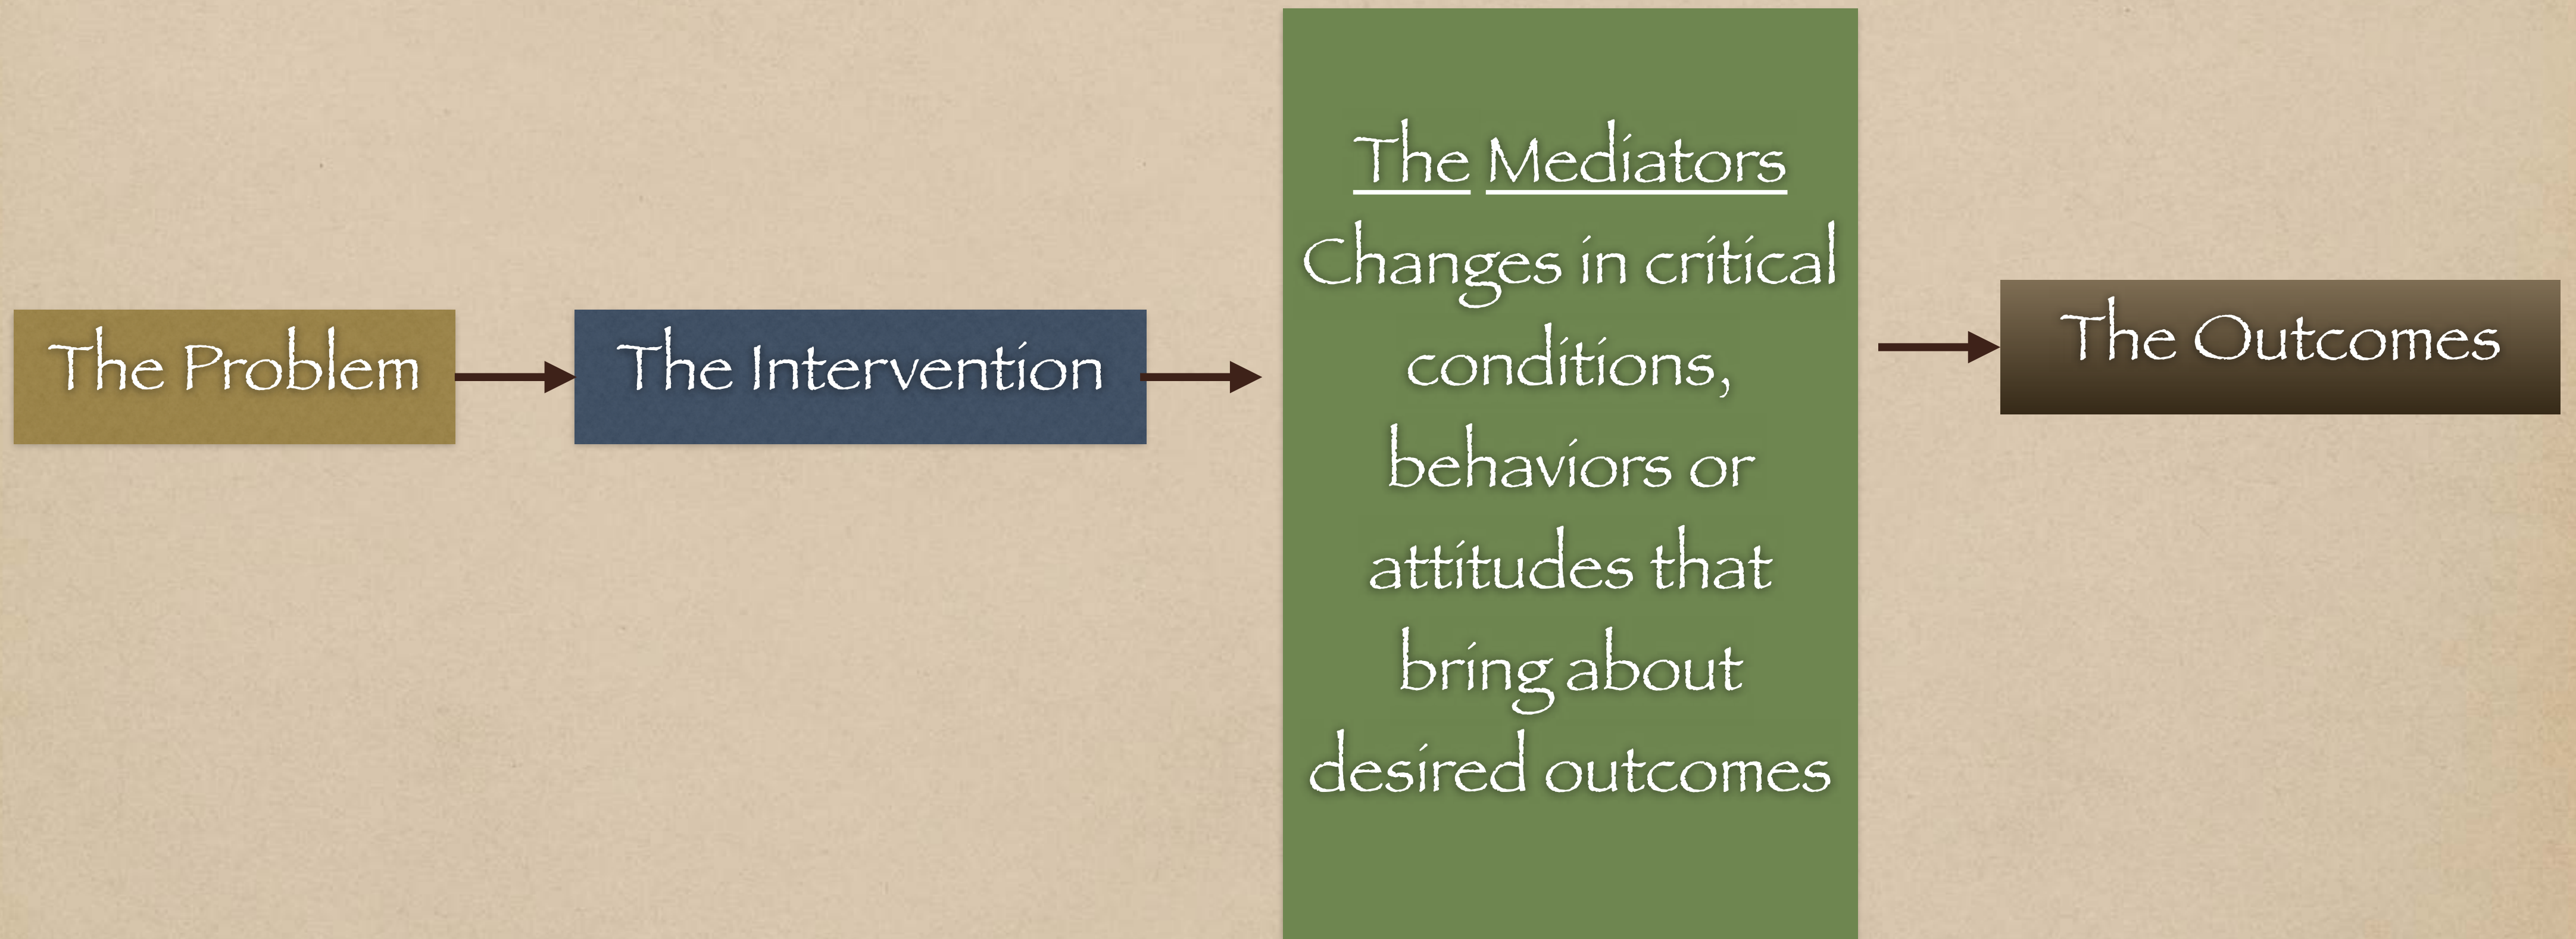 The Problem
The Intervention
The Mediators
Changes in critical
conditions,
behaviors or
attitudes that
bring about
desired outcomes
The Outcomes